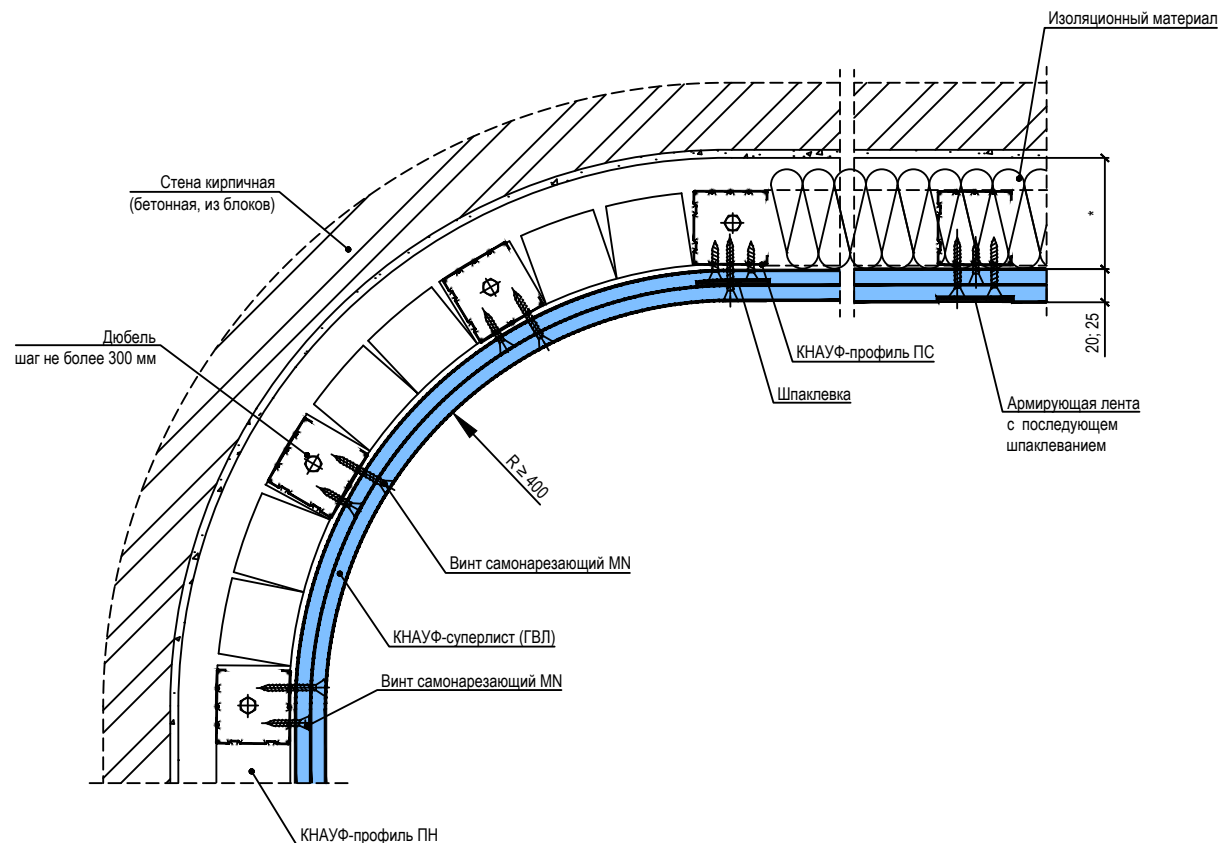 Изоляционный материал
Стена кирпичная
(бетонная, из блоков)
*
Дюбель
шаг не более 300 мм
20; 25
КНАУФ-профиль ПС
Шпаклевка
Армирующая лента
с последующем
шпаклеванием
R ≥ 400
Винт самонарезающий MN
КНАУФ-суперлист (ГВЛ)
Винт самонарезающий MN
КНАУФ-профиль ПН